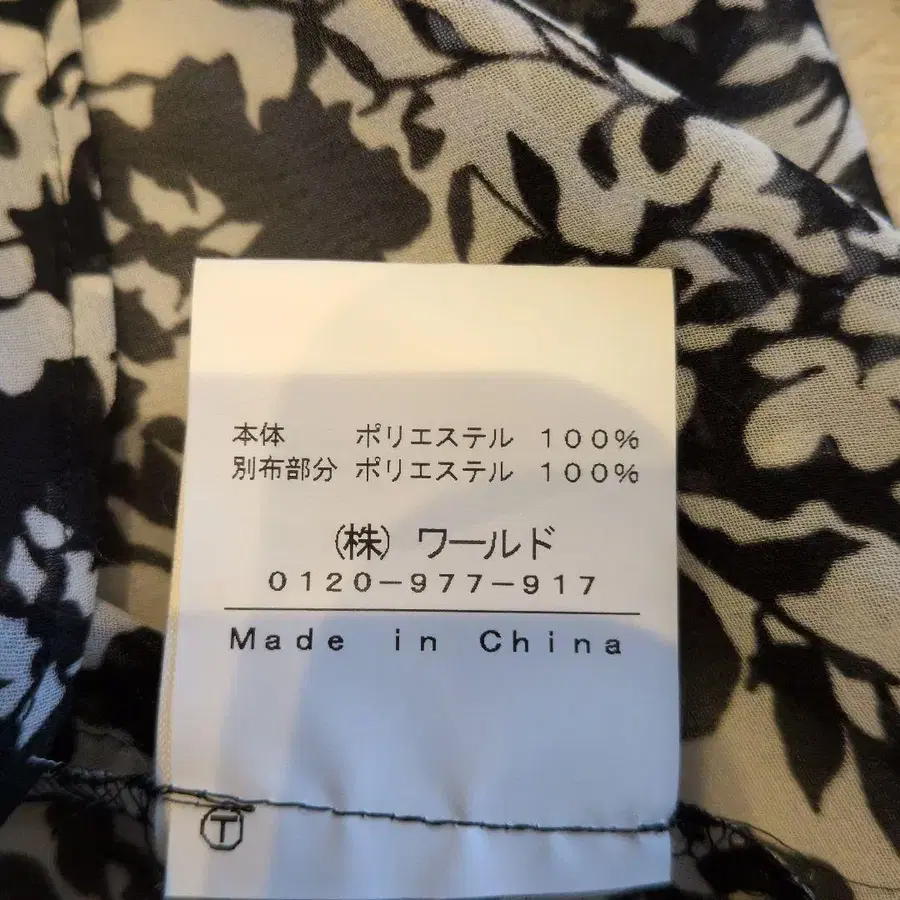 本体 ポリエステル 100%
別布部分 ポリエステル 100%
(株) ワールド
0120-977-917
Made in China
T